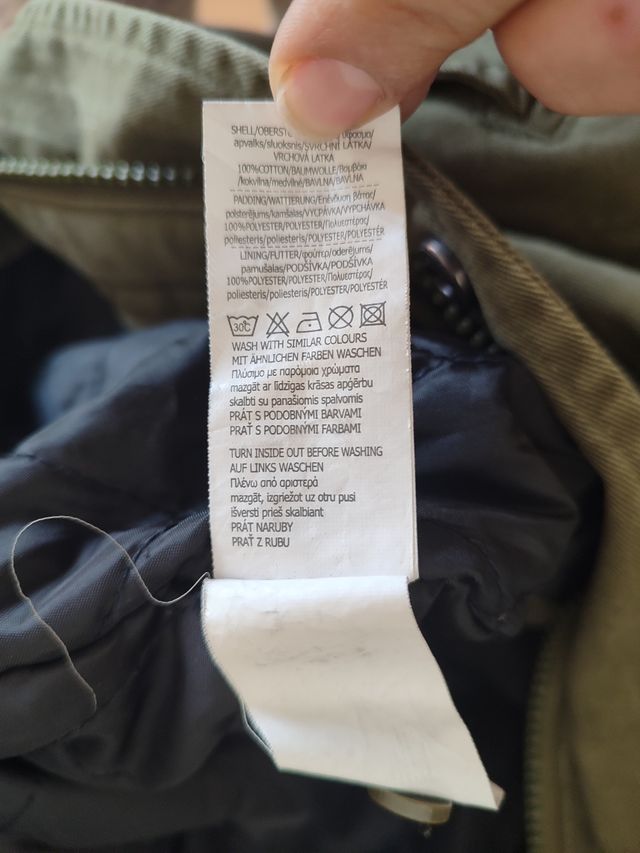 SHELL/OBERST ὕφασμα/
apvalks/sluoksnis/SVRCHNÍ LÁTKA/
VRCHOVÁ LÁTKA
100%COTTON/BAUMWOLLE/Βαμβάκι
/kokvilna/medvilnė/BAVLNA/BAVLNA
PADDING/WATTIERUNG/Επένδυση βάτας/
polsterējums/kamšalas/VYCPÁVKA/VYPCHÁVKA
100%POLYESTER/POLYESTER/Πολυεστέρας/
poliesteris/poliesteris/POLYESTER/POLYESTÉR
LINING/FUTTER/φούτερ/oderējums/
pamušalas/PODŠÍVKA/PODŠÍVKA
100%POLYESTER/POLYESTER/Πολυεστέρας/
poliesteris/poliesteris/POLYESTER/POLYESTÉR
30°C
WASH WITH SIMILAR COLOURS
MIT ÄHNLICHEN FARBEN WASCHEN
Πλύσιμο με παρόμοια χρώματα
mazgāt ar līdzīgas krāsas apģērbu
skalbti su panašiomis spalvomis
PRÁT S PODOBNÝMI BARVAMI
PRAŤ S PODOBNÝMI FARBAMI
TURN INSIDE OUT BEFORE WASHING
AUF LINKS WASCHEN
Πλένω από αριστερά
mazgāt, izgriežot uz otru pusi
išversti prieš skalbiant
PRÁT NARUBY
PRAŤ Z RUBU